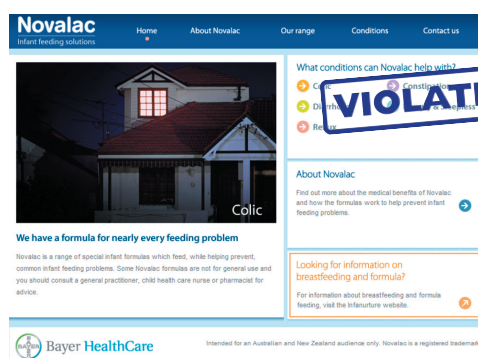 Novalac
Infant feeding solutions
Home
About Novalac
Our range
Conditions
Contact us
Colic
We have a formula for nearly every feeding problem
Novalac is a range of special infant formulas which feed, while helping prevent,
common infant feeding problems. Some Novalac formulas are not for general use and
you should consult a general practitioner, child health care nurse or pharmacist for
advice.
What conditions can Novalac help with?
Colic
Constipation
VIOLAT
About Novalac
Find out more about the medical benefits of Novalac
and how the formulas work to help prevent infant
feeding problems.
Looking for information on
breastfeeding and formula?
For information about breastfeeding and formula
feeding, visit the Infanurture website.
BAYER
Bayer HealthCare
Intended for an Australian and New Zealand audience only. Novalac is a registered trademark